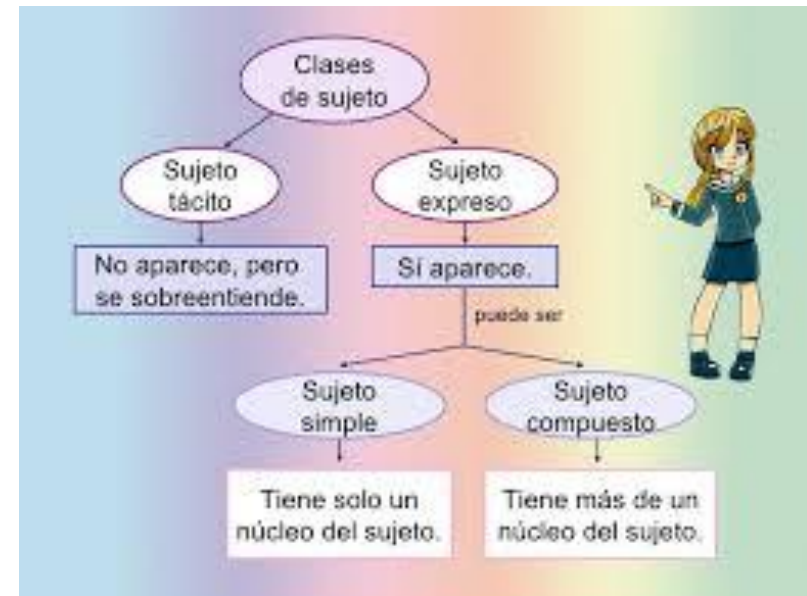 Clases
de sujeto
Sujeto
tácito
Sujeto
expreso
No aparece, pero
se sobreentiende.
Sí aparece.
puede ser
Sujeto
simple
Sujeto
compuesto
Tiene solo un
núcleo del sujeto.
Tiene más de un
núcleo del sujeto.